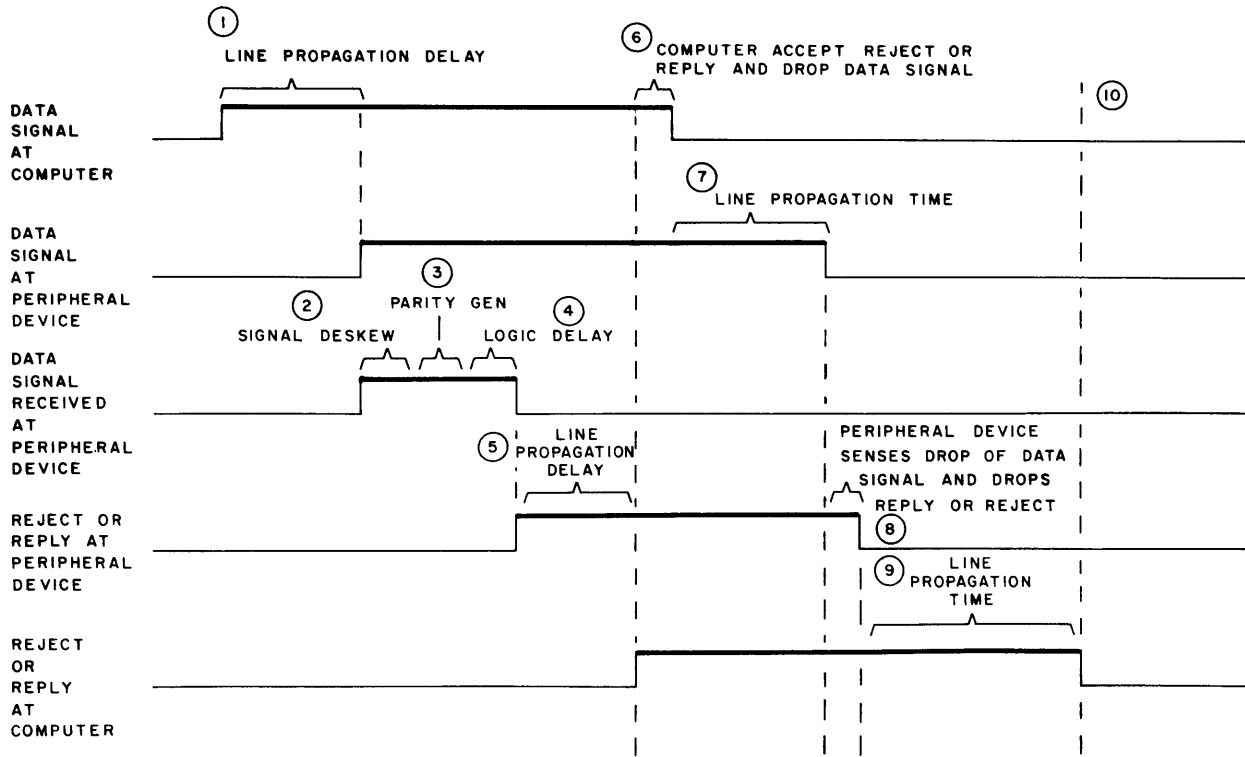 1
LINE PROPAGATION DELAY
6
COMPUTER ACCEPT REJECT OR
REPLY AND DROP DATA SIGNAL
10
DATA
SIGNAL
AT
COMPUTER
7
LINE PROPAGATION TIME
DATA
SIGNAL
AT
PERIPHERAL
DEVICE
3
PARITY GEN
2
SIGNAL DESKEW
4
LOGIC DELAY
DATA
SIGNAL
RECEIVED
AT
PERIPHERAL
DEVICE
5
LINE
PROPAGATION
DELAY
PERIPHERAL DEVICE
SENSES DROP OF DATA
SIGNAL AND DROPS
REPLY OR REJECT
8
REJECT OR
REPLY AT
PERIPHERAL
DEVICE
9
LINE
PROPAGATION
TIME
REJECT
OR
REPLY
AT
COMPUTER